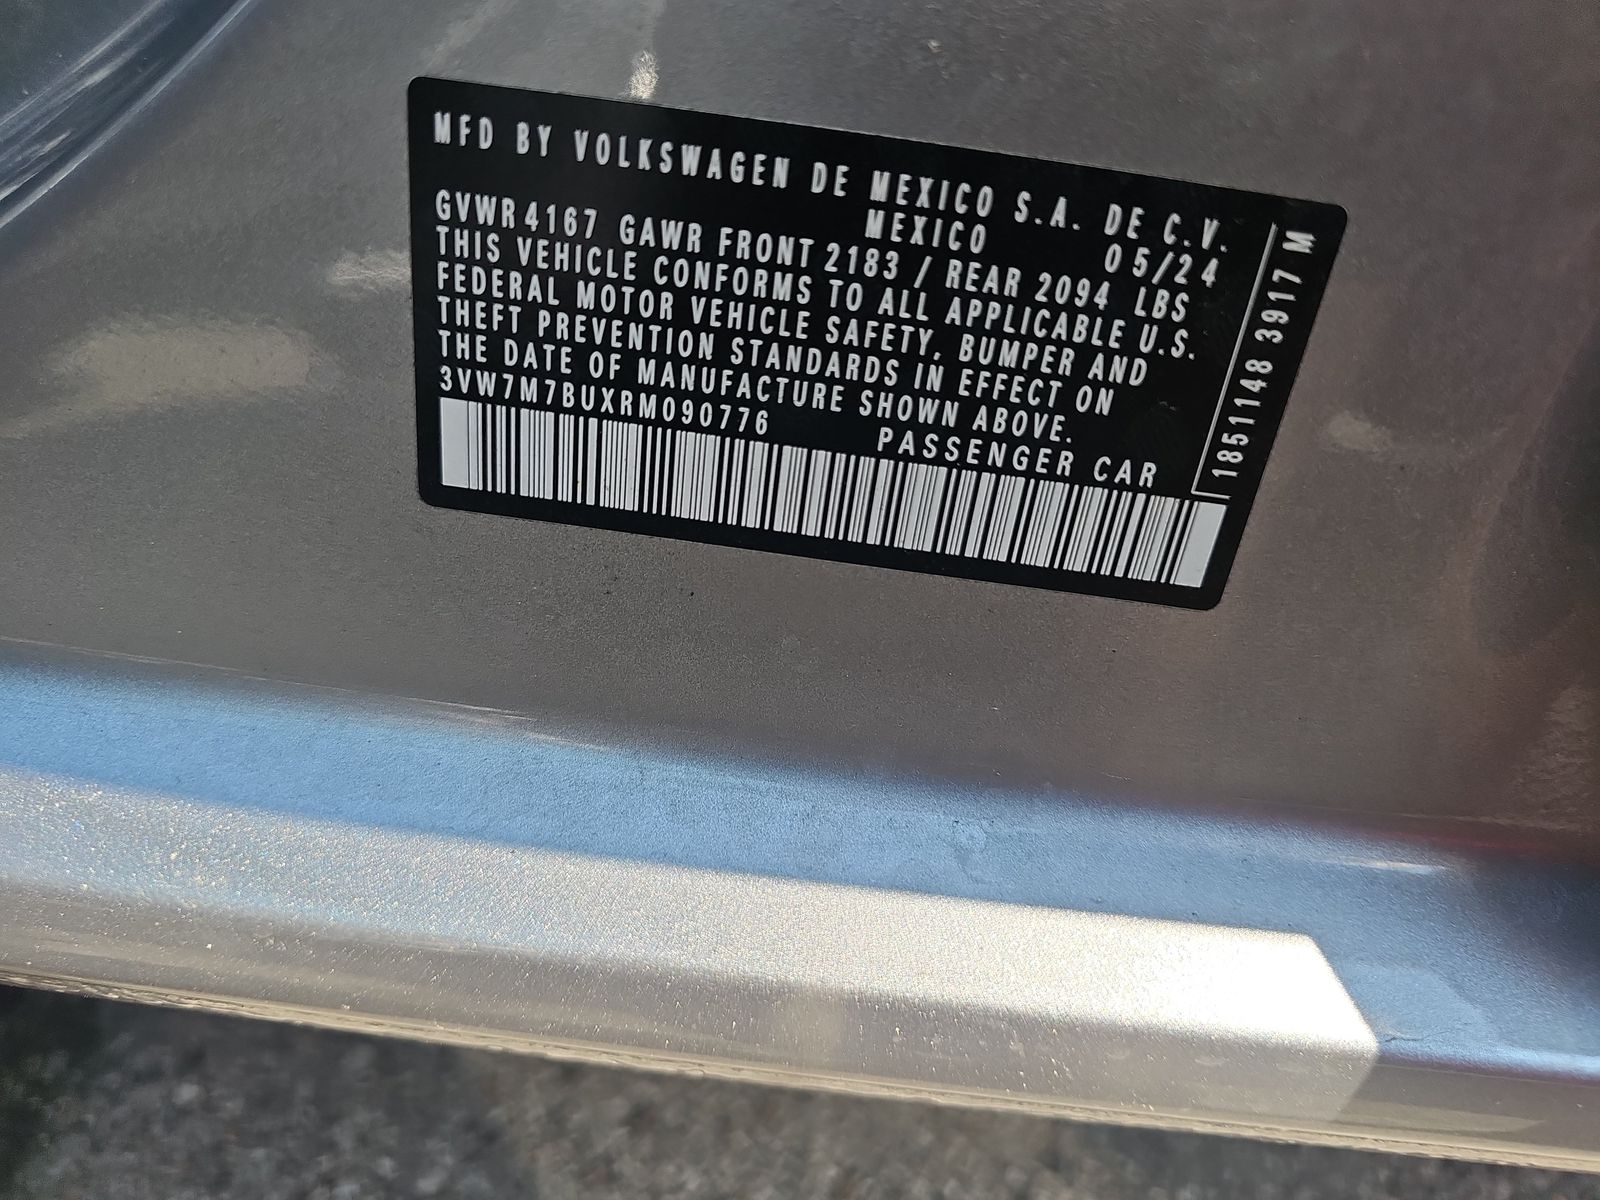 MFD BY VOLKSWAGEN DE MEXICO S.A. DE C.V.
MEXICO 05/24
GVWR 4167 GAWR FRONT 2183 / REAR 2094 LBS
THIS VEHICLE CONFORMS TO ALL APPLICABLE U.S.
FEDERAL MOTOR VEHICLE SAFETY, BUMPER AND
THEFT PREVENTION STANDARDS IN EFFECT ON
THE DATE OF MANUFACTURE SHOWN ABOVE.
3VW7M7BUXRM090776 PASSENGER CAR
1851148 3917 M